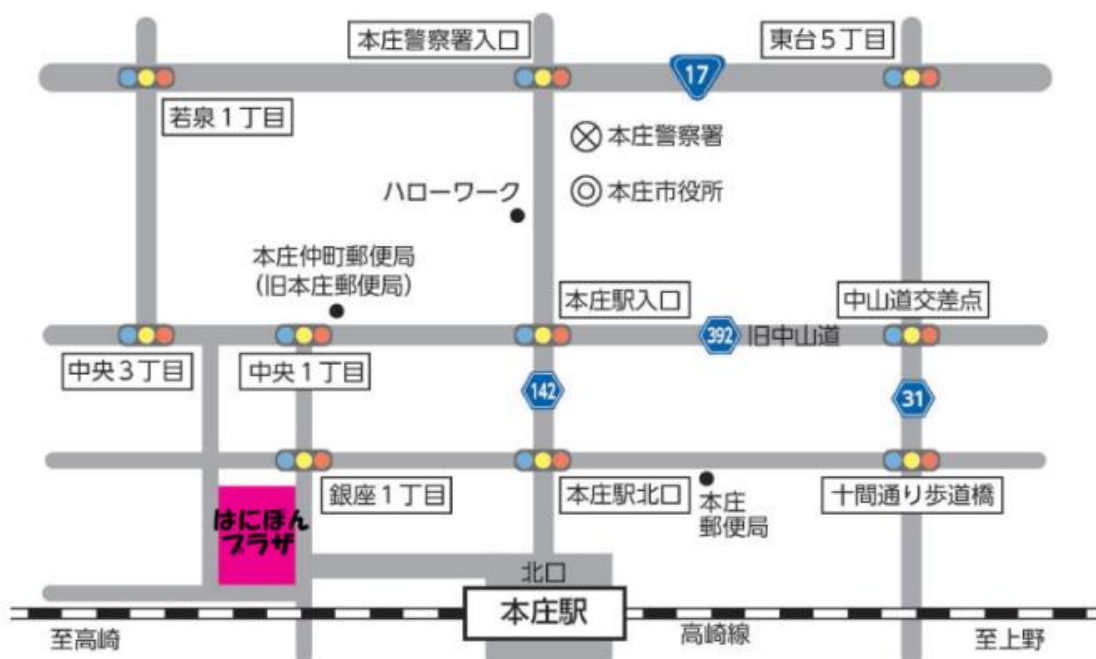 本庄警察署入口
東台5丁目
17
若泉1丁目
本庄警察署
ハローワーク
本庄市役所
本庄仲町郵便局
(旧本庄郵便局)
本庄駅入口
中山道交差点
392
旧中山道
中央3丁目
中央1丁目
142
31
銀座1丁目
本庄駅北口
本庄
郵便局
十間通り歩道橋
はにぽん
プラザ
北口
本庄駅
至高崎
高崎線
至上野